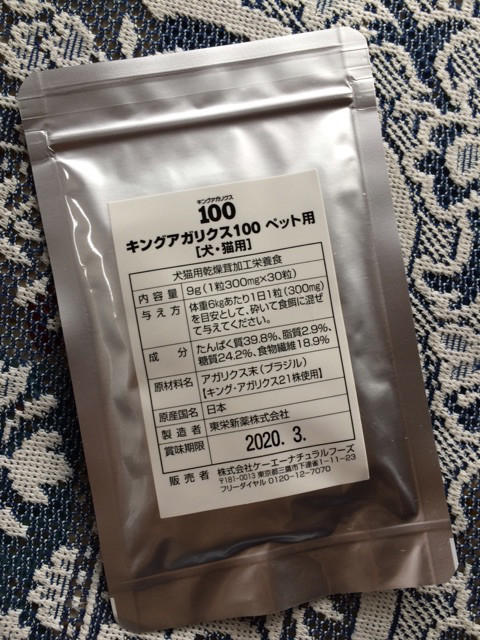 キングアガリクス
100
キングアガリクス100 ペット用
[犬・猫用]
犬猫用乾燥茸加工栄養食
内容量 9g(1粒300mg×30粒)
与え方 体重6kgあたり1日1粒(300mg)
を目安として、砕いて食餌に混ぜ
て与えてください。
成分 たんぱく質39.8%、脂質2.9%、
糖質24.2%、食物繊維18.9%
原材料名 アガリクス末(ブラジル)
【キング・アガリクス21株使用】
原産国名 日本
製造者 東栄新薬株式会社
賞味期限 2020. 3.
販売者 株式会社ケーエーナチュラルフーズ
〒181-0013 東京都三鷹市下連雀1-11-23
フリーダイヤル 0120-12-7070